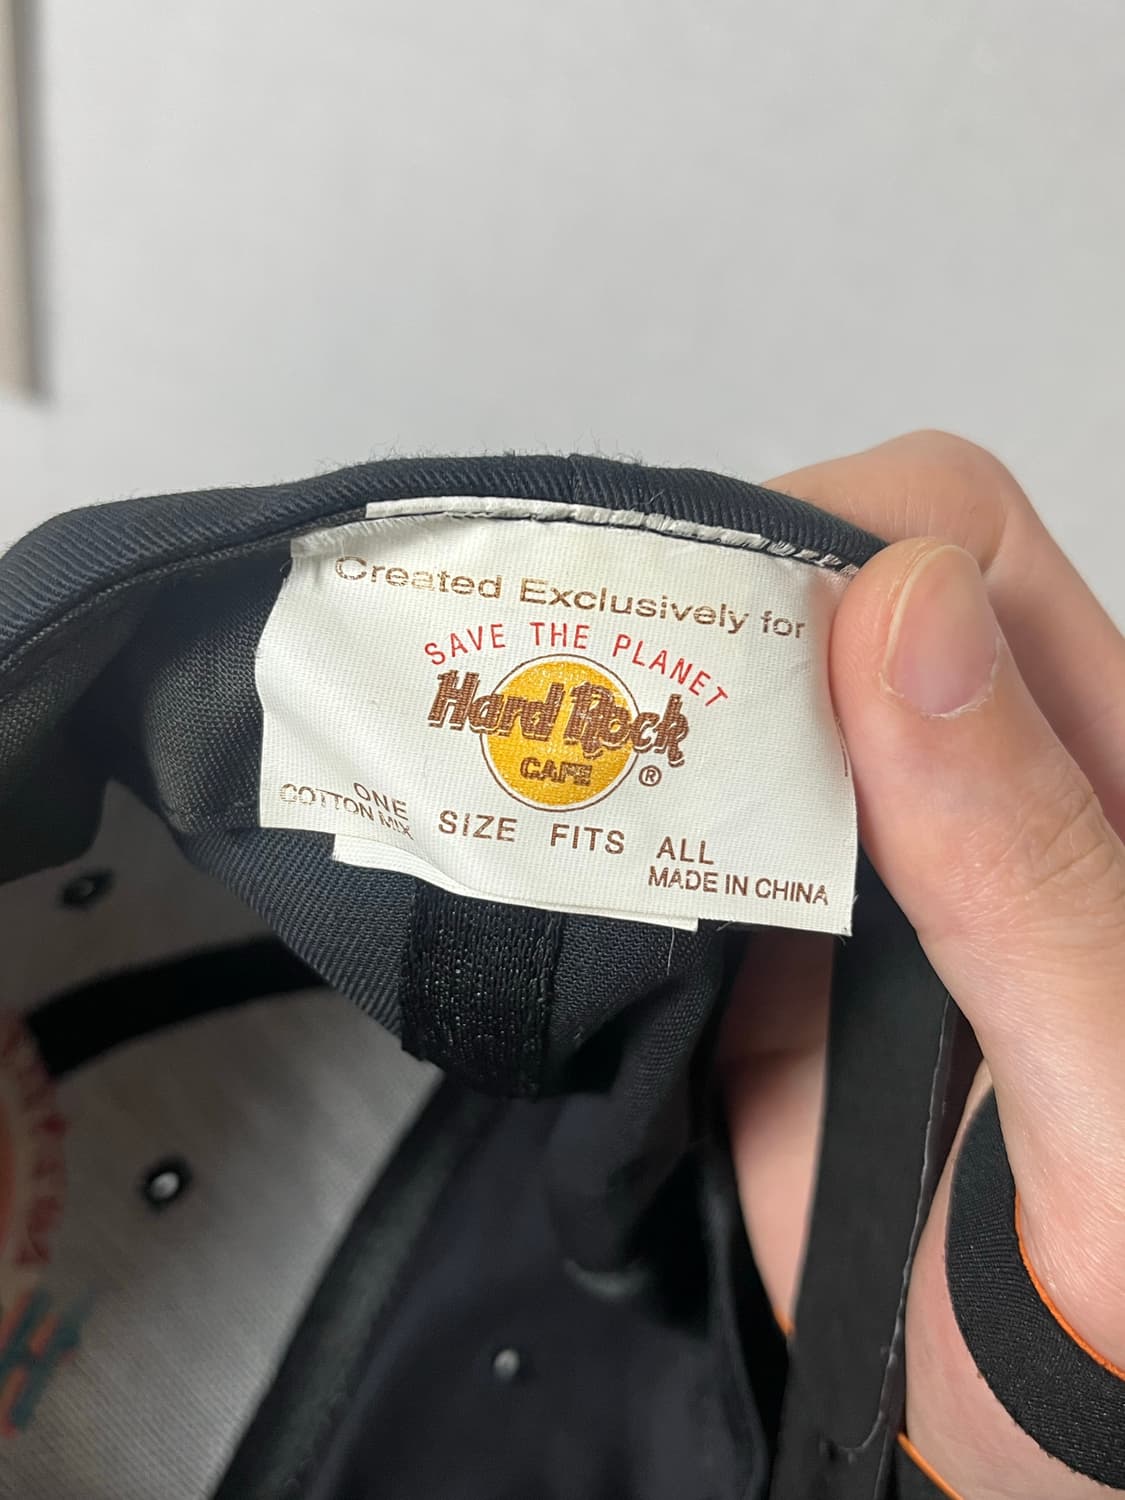 Created Exclusively for
SAVE THE PLANET
Hard Rock
CAFE ®
ONE SIZE FITS ALL
COTTON MIX
MADE IN CHINA